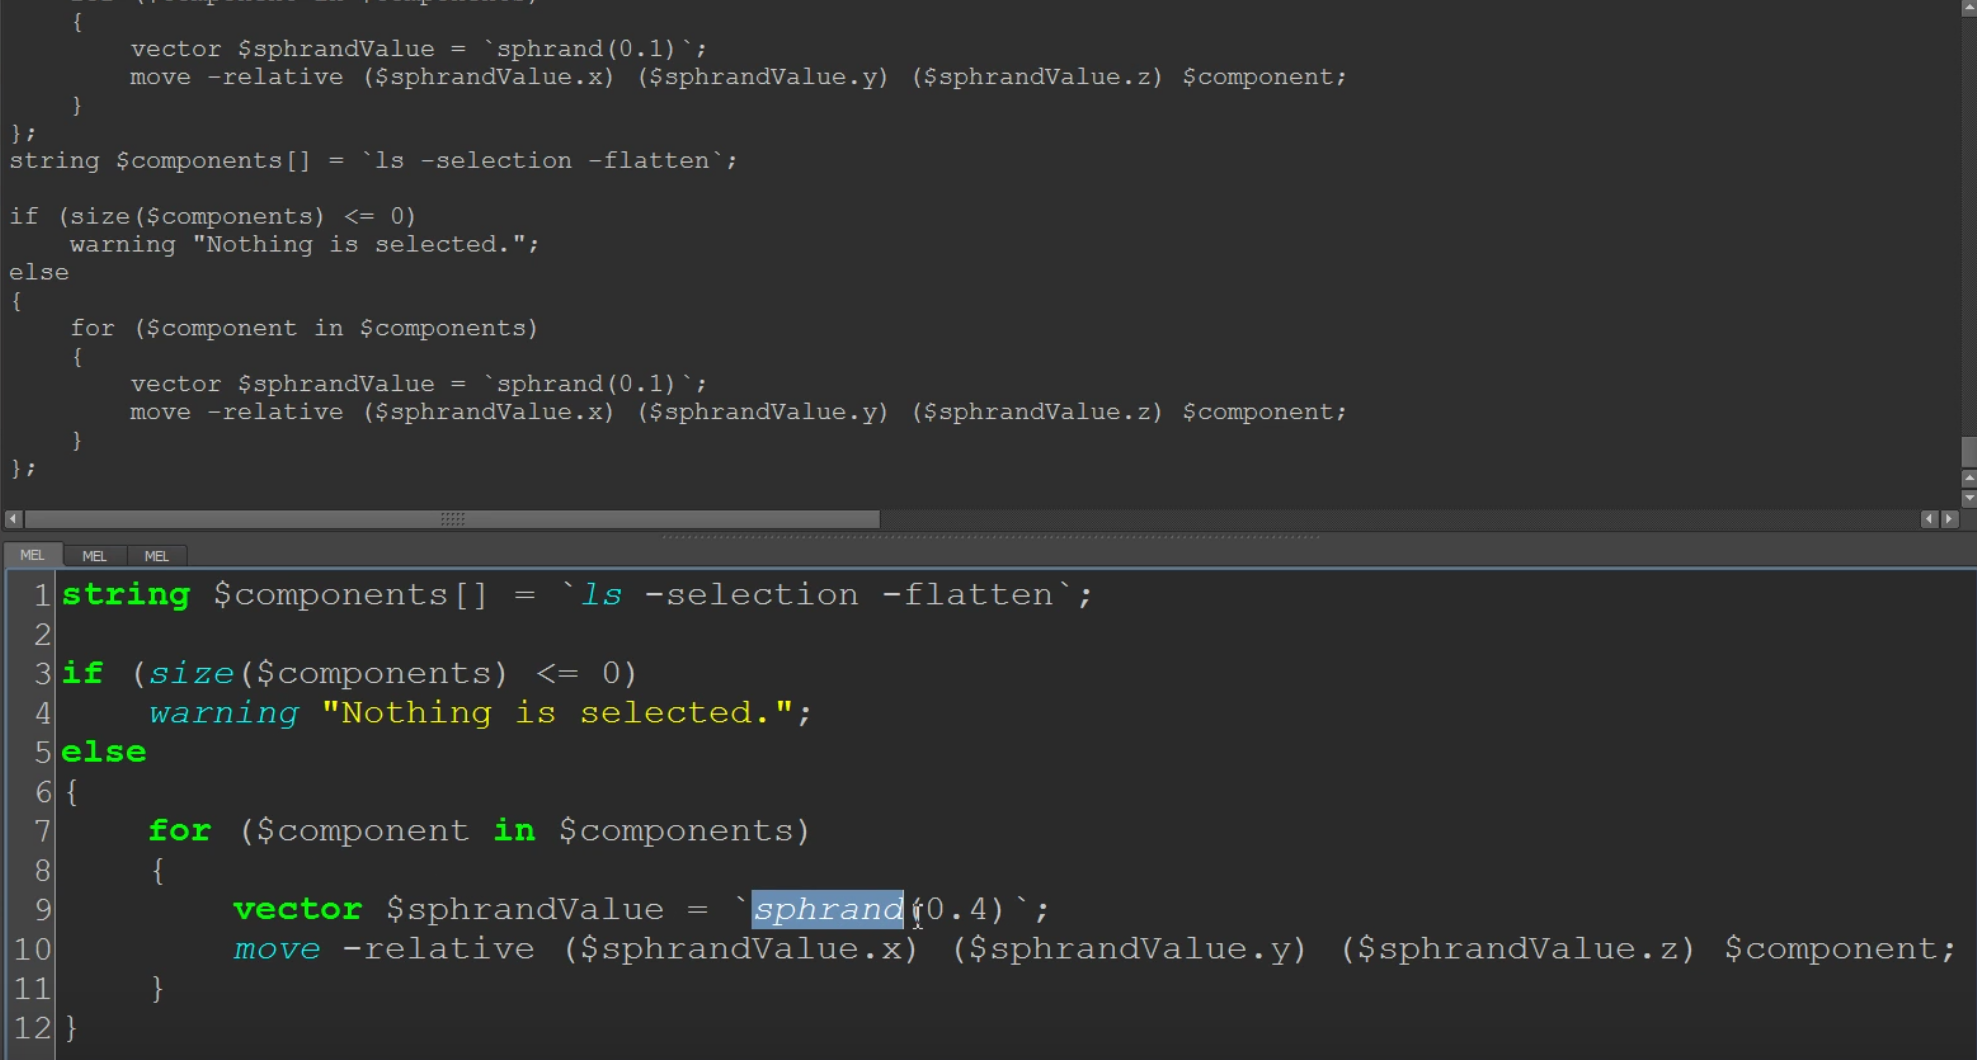 {
vector $sphrandValue = `sphrand(0.1)`;
move -relative ($sphrandValue.x) ($sphrandValue.y) ($sphrandValue.z) $component;
}
};
string $components[] = `ls -selection -flatten`;
if (size($components) <= 0)
warning "Nothing is selected.";
else
{
for ($component in $components)
{
vector $sphrandValue = `sphrand(0.1)`;
move -relative ($sphrandValue.x) ($sphrandValue.y) ($sphrandValue.z) $component;
}
};
MEL MEL MEL
1 string $components[] = `ls -selection -flatten`;
2
3 if (size($components) <= 0)
4 warning "Nothing is selected.";
5 else
6 {
7 for ($component in $components)
8 {
9 vector $sphrandValue = `sphrand(0.4)`;
10 move -relative ($sphrandValue.x) ($sphrandValue.y) ($sphrandValue.z) $component;
11 }
12 }